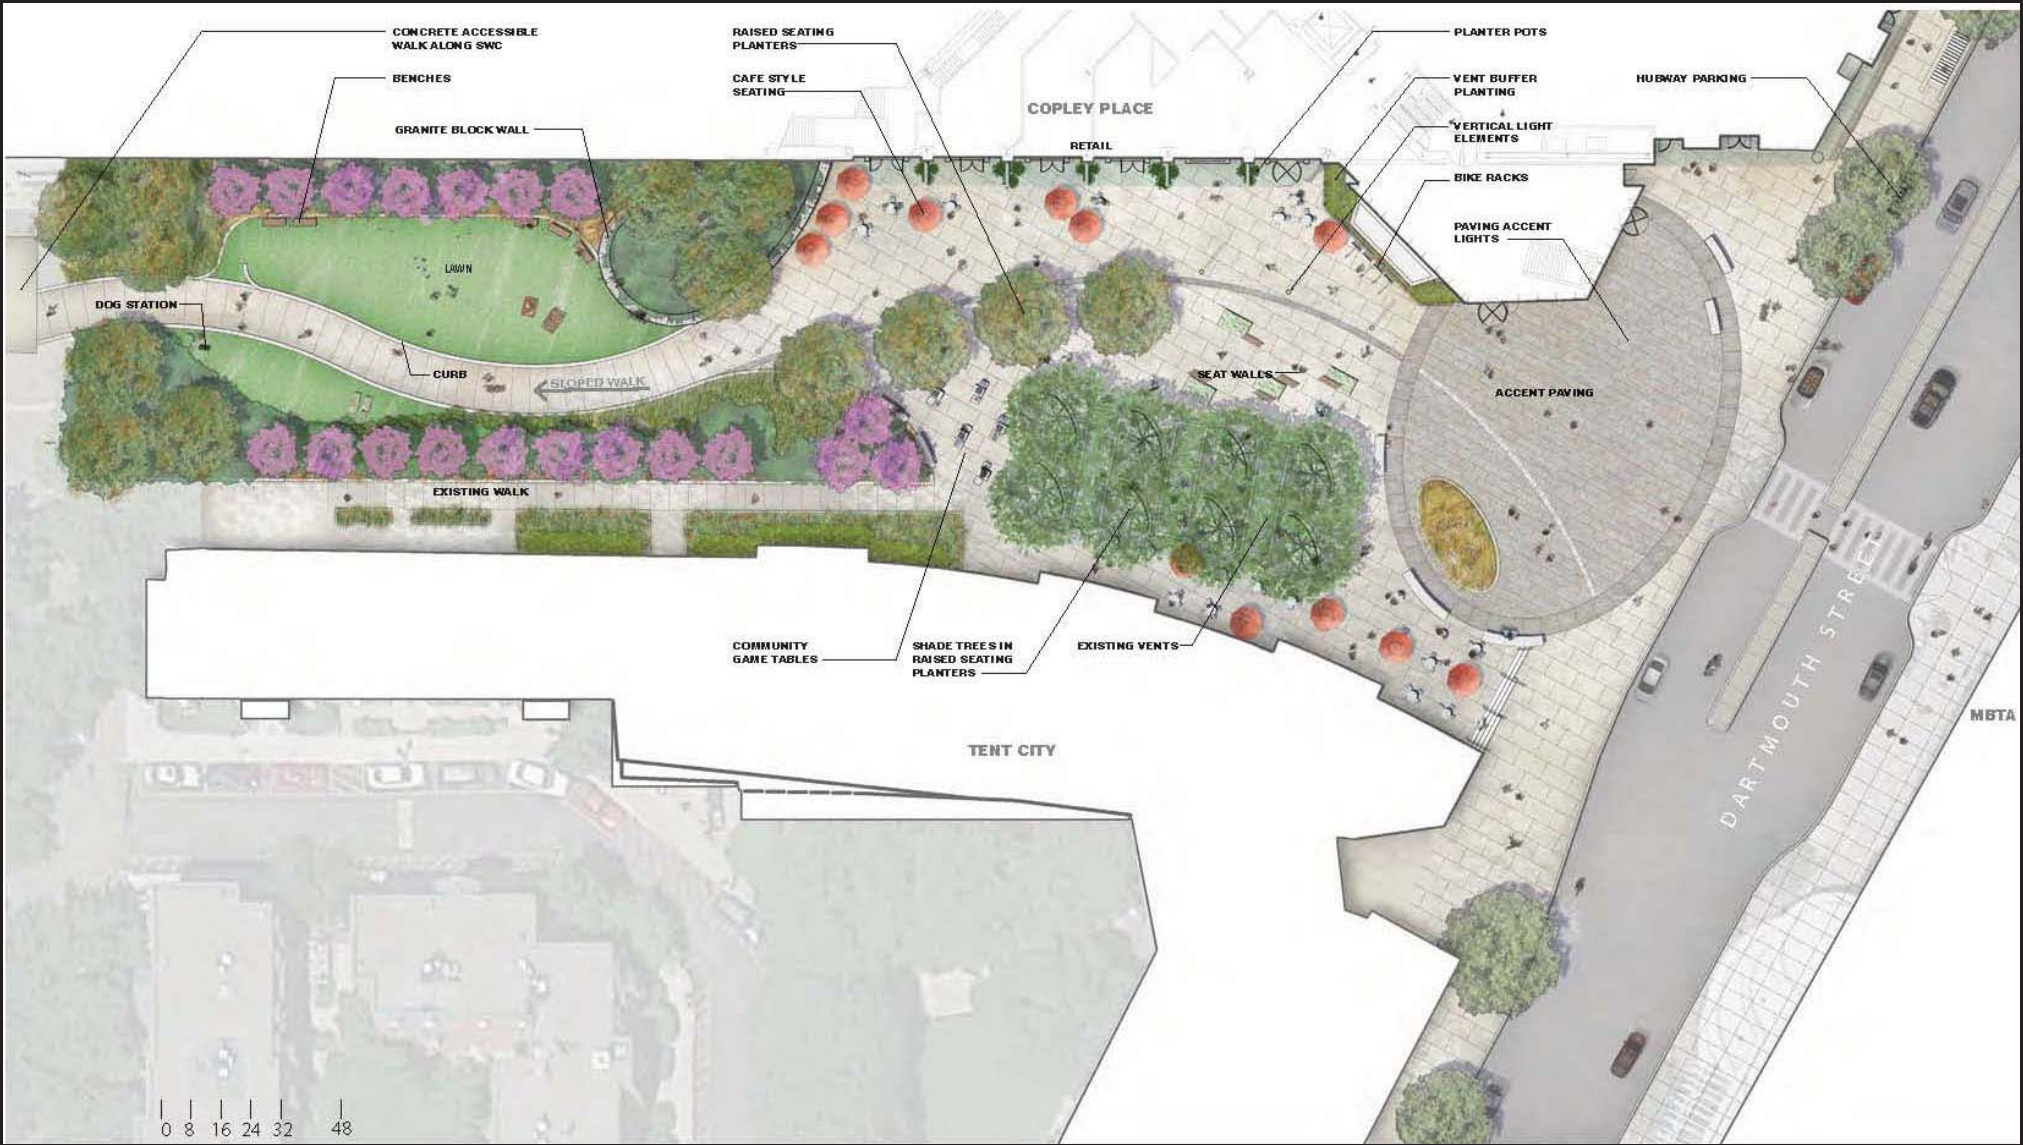 CONCRETE ACCESSIBLE
WALK ALONG SWC
BENCHES
GRANITE BLOCK WALL
RAISED SEATING
PLANTERS
CAFE STYLE
SEATING
COPLEY PLACE
RETAIL
PLANTER POTS
VENT BUFFER
PLANTING
VERTICAL LIGHT
ELEMENTS
BIKE RACKS
PAVING ACCENT
LIGHTS
HUBWAY PARKING
LAWN
DOG STATION
CURB
SLOPED WALK
SEAT WALLS
ACCENT PAVING
EXISTING WALK
COMMUNITY
GAME TABLES
SHADE TREES IN
RAISED SEATING
PLANTERS
EXISTING VENTS
DARTMOUTH STREET
MBTA
TENT CITY
0 8 16 24 32 48